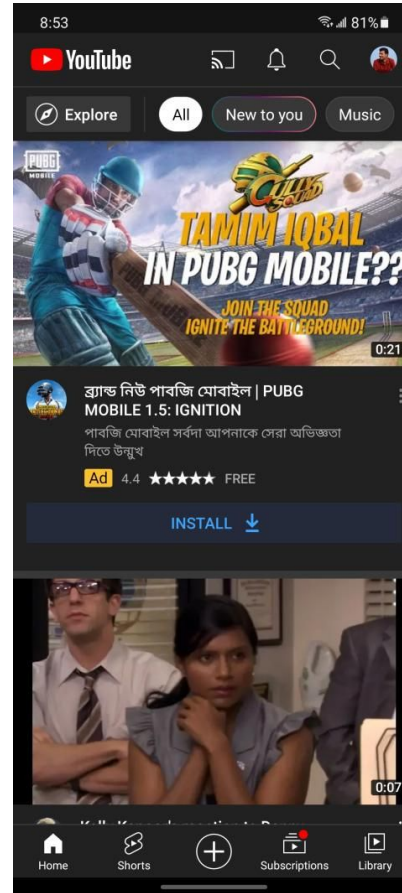 8:53 81%
YouTube
Explore All New to you Music
PUBG
MOBILE
GULLY
SQUAD
TAMIM IQBAL
IN PUBG MOBILE??
JOIN THE SQUAD
IGNITE THE BATTLEGROUND!
0:21
ব্র্যান্ড নিউ পাবজি মোবাইল | PUBG
MOBILE 1.5: IGNITION
পাবজি মোবাইল সর্বদা আপনাকে সেরা অভিজ্ঞতা
দিতে উন্মুখ
Ad 4.4 ★★★★★ FREE
INSTALL
0:07
Home Shorts Subscriptions Library